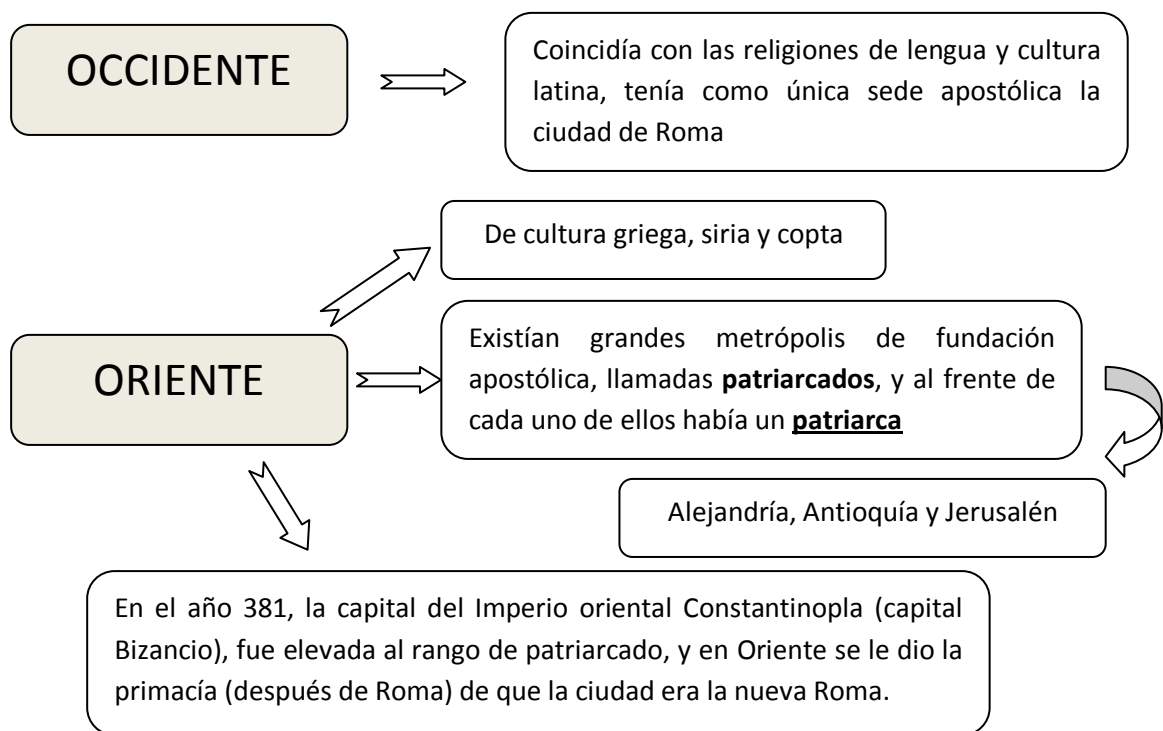 OCCIDENTE
Coincidía con las religiones de lengua y cultura
latina, tenía como única sede apostólica la
ciudad de Roma
De cultura griega, siria y copta
ORIENTE
Existían grandes metrópolis de fundación
apostólica, llamadas patriarcados, y al frente de
cada uno de ellos había un patriarca
Alejandría, Antioquía y Jerusalén
En el año 381, la capital del Imperio oriental Constantinopla (capital
Bizancio), fue elevada al rango de patriarcado, y en Oriente se le dio la
primacía (después de Roma) de que la ciudad era la nueva Roma.